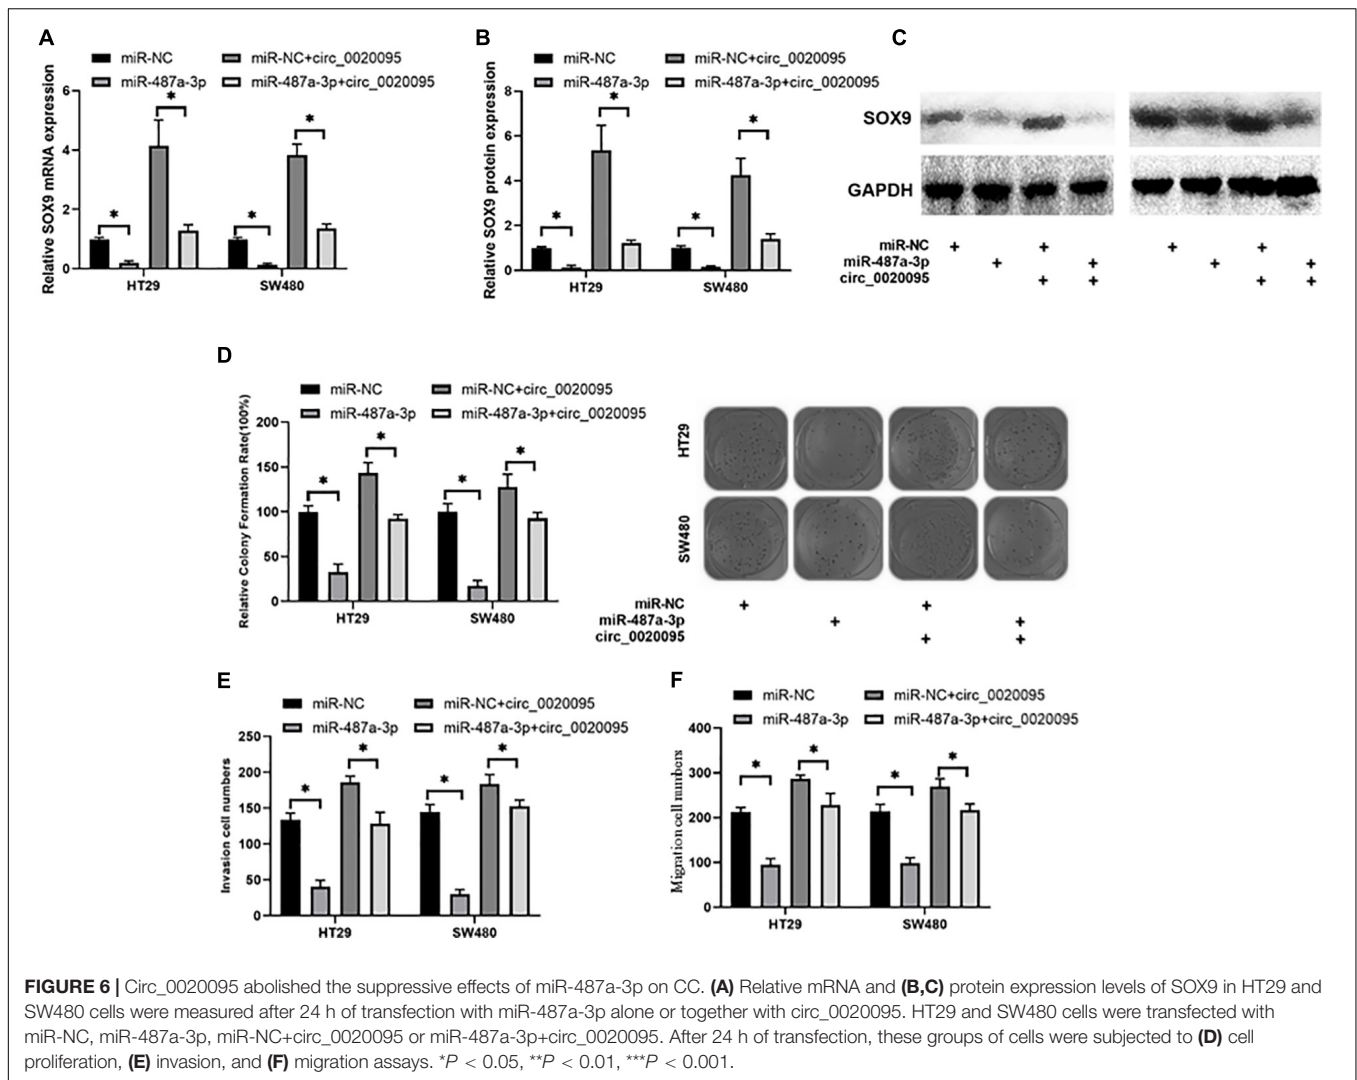 A
miR-NC miR-NC+circ_0020095
miR-487a-3p miR-487a-3p+circ_0020095
Relative SOX9 mRNA expression
6
4
2
0
* * * *
HT29 SW480
B
miR-NC miR-NC+circ_0020095
miR-487a-3p miR-487a-3p+circ_0020095
Relative SOX9 protein expression
8
6
4
2
0
* * * *
HT29 SW480
C
SOX9
GAPDH
miR-NC + + + +
miR-487a-3p + + + +
circ_0020095 + + + +
D
miR-NC miR-NC+circ_0020095
miR-487a-3p miR-487a-3p+circ_0020095
Relative Colony Formation Rate(100%)
200
150
100
50
0
* * * *
HT29 SW480
HT29
SW480
miR-NC + +
miR-487a-3p + +
circ_0020095 + +
E
miR-NC miR-NC+circ_0020095
miR-487a-3p miR-487a-3p+circ_0020095
Invasion cell numbers
250
200
150
100
50
0
* * * *
HT29 SW480
F
miR-NC miR-NC+circ_0020095
miR-487a-3p miR-487a-3p+circ_0020095
Migration cell numbers
400
300
200
100
0
* * * *
HT29 SW480
FIGURE 6 | Circ_0020095 abolished the suppressive effects of miR-487a-3p on CC. (A) Relative mRNA and (B,C) protein expression levels of SOX9 in HT29 and
SW480 cells were measured after 24 h of transfection with miR-487a-3p alone or together with circ_0020095. HT29 and SW480 cells were transfected with
miR-NC, miR-487a-3p, miR-NC+circ_0020095 or miR-487a-3p+circ_0020095. After 24 h of transfection, these groups of cells were subjected to (D) cell
proliferation, (E) invasion, and (F) migration assays. *P < 0.05, **P < 0.01, ***P < 0.001.